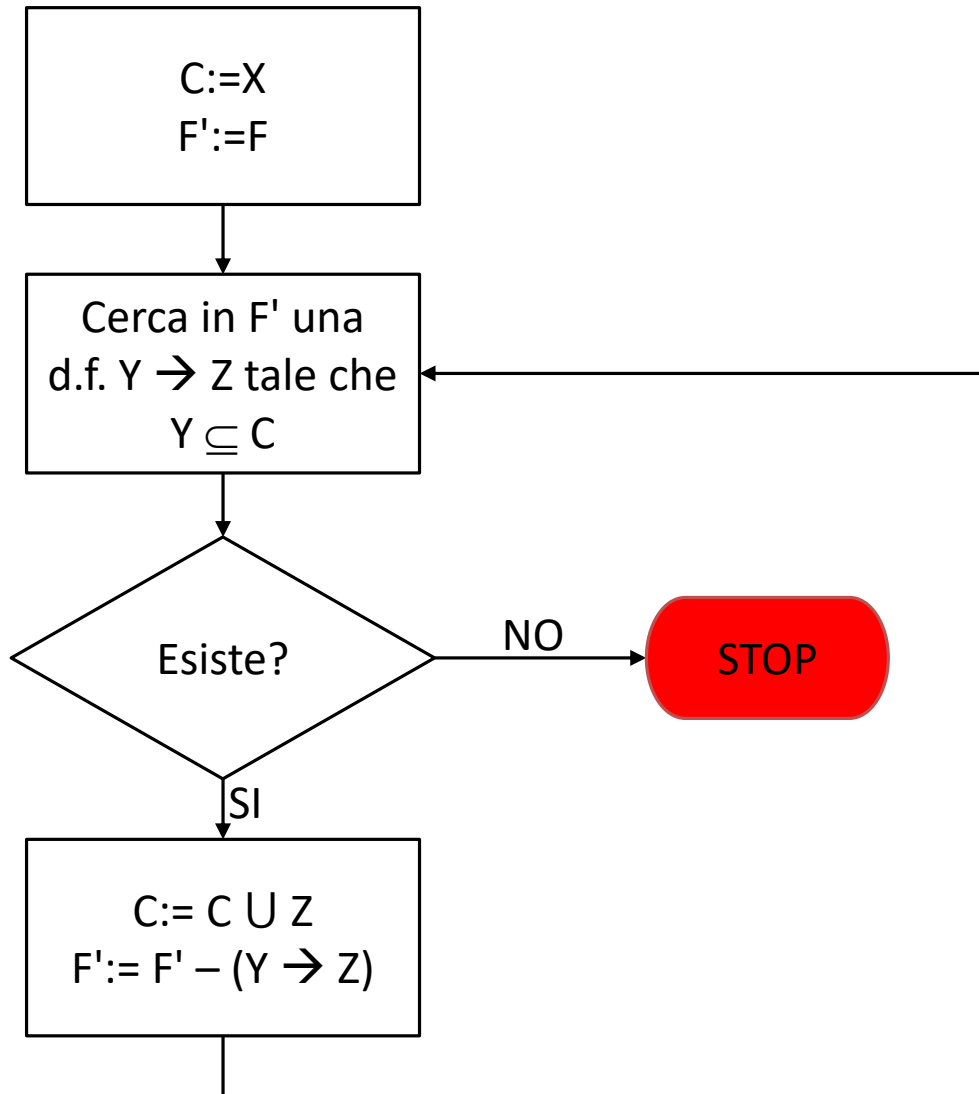 C:=X
F':=F
Cerca in F' una
d.f. Y → Z tale che
Y ⊆ C
Esiste?
NO
STOP
SI
C:= C ⋃ Z
F':= F' – (Y → Z)